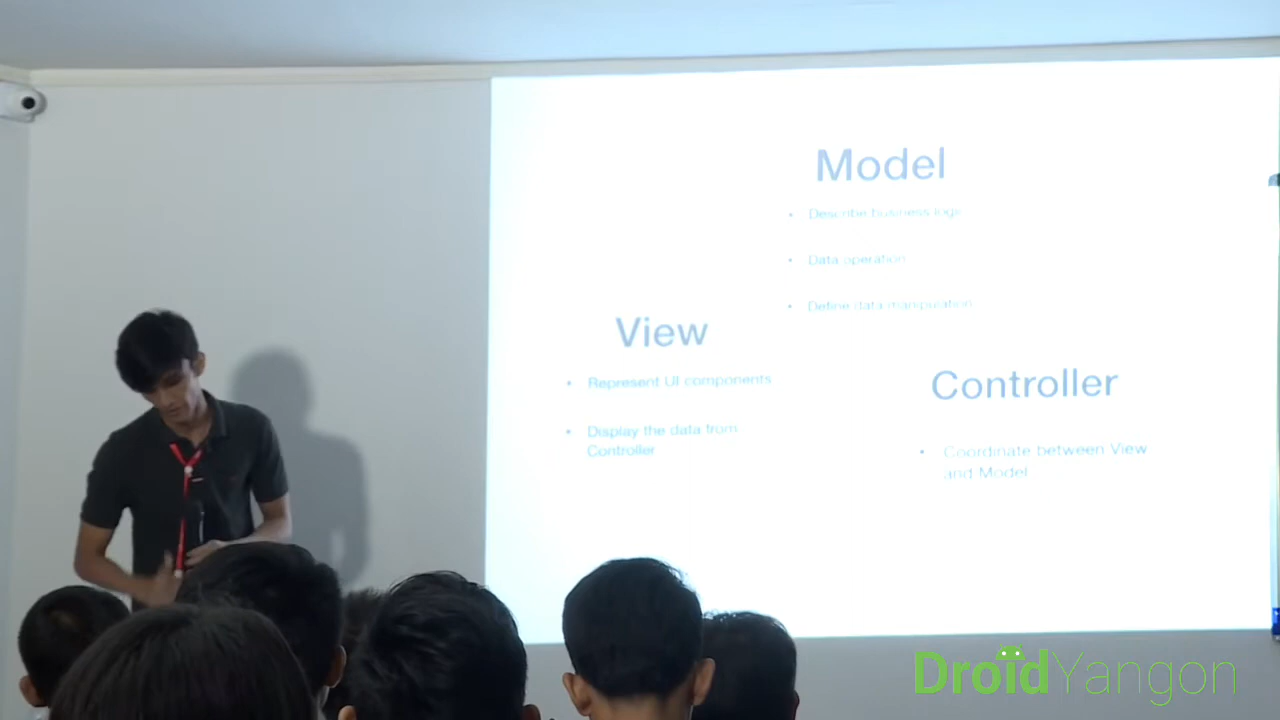 Model
• Describe business logic
• Data operation
• Define data manipulation
View
• Represent UI components
• Display the data from
Controller
Controller
• Coordinate between View
and Model
DroidYangon